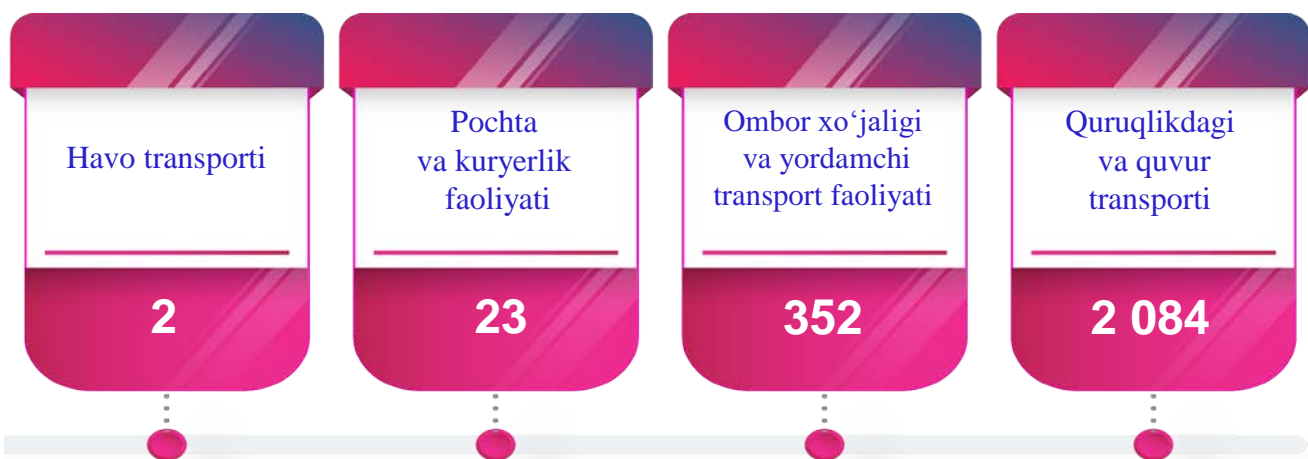 Havo transporti
2
Pochta
va kuryerlik
faoliyati
23
Ombor xo‘jaligi
va yordamchi
transport faoliyati
352
Quruqlikdagi
va quvur
transporti
2 084